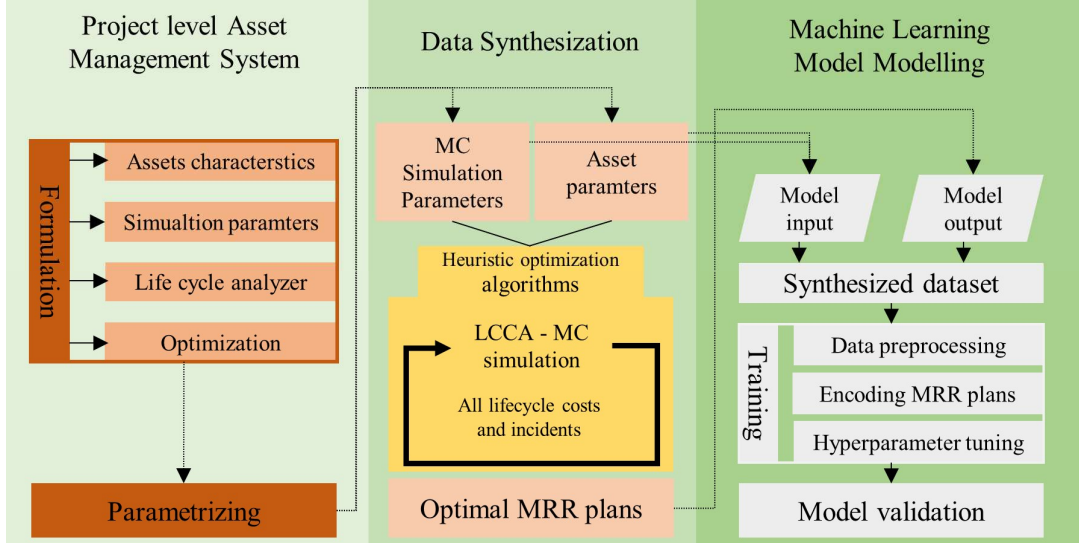 Project level Asset
Management System
Formulation
Assets characterstics
Simualtion paramters
Life cycle analyzer
Optimization
Parametrizing
Data Synthesization
MC
Simulation
Parameters
Asset
paramters
Heuristic optimization
algorithms
LCCA - MC
simulation
All lifecycle costs
and incidents
Optimal MRR plans
Machine Learning
Model Modelling
Model
input
Model
output
Synthesized dataset
Training
Data preprocessing
Encoding MRR plans
Hyperparameter tuning
Model validation